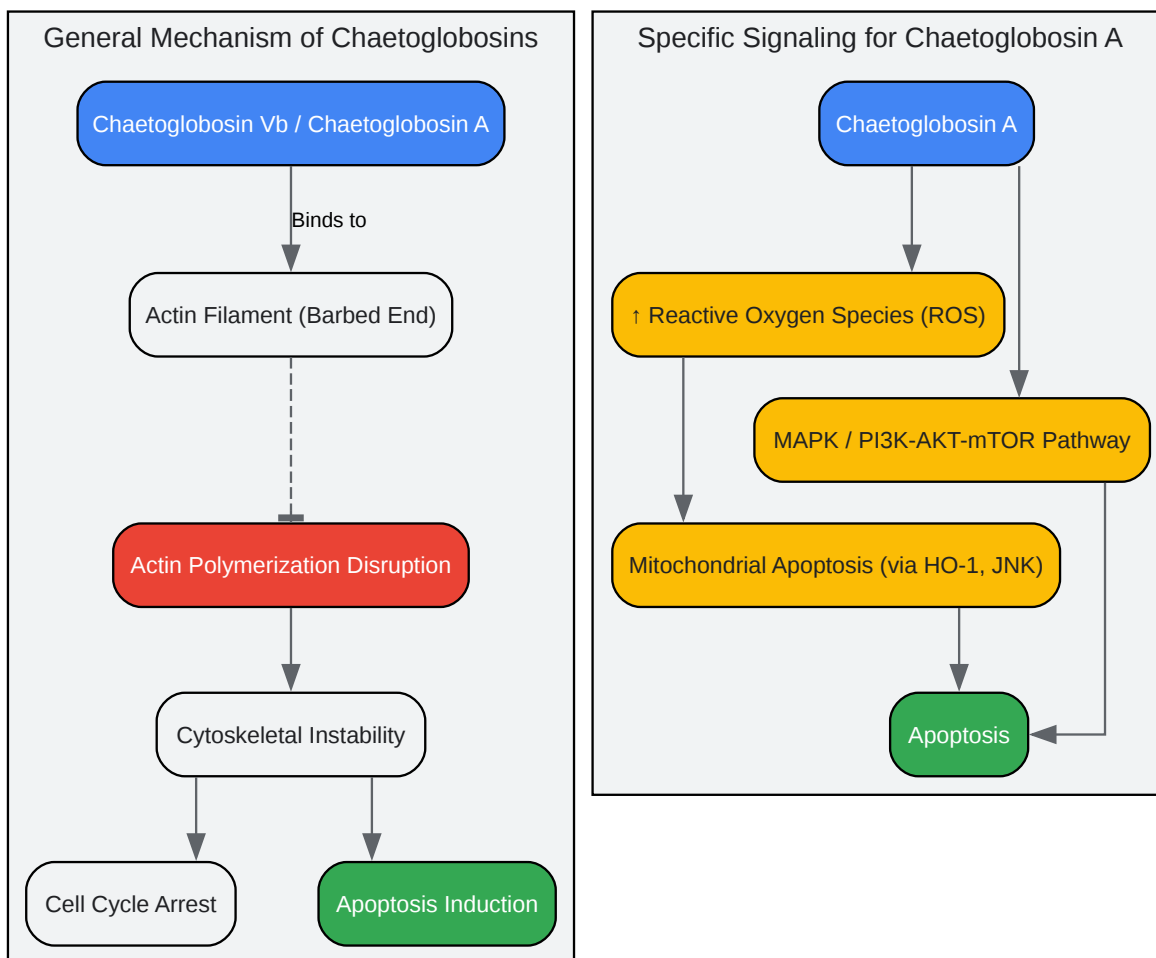 General Mechanism of Chaetoglobosins
Chaetoglobosin Vb / Chaetoglobosin A
Binds to
Actin Filament (Barbed End)
Actin Polymerization Disruption
Cytoskeletal Instability
Cell Cycle Arrest
Apoptosis Induction
Specific Signaling for Chaetoglobosin A
Chaetoglobosin A
↑ Reactive Oxygen Species (ROS)
MAPK / PI3K-AKT-mTOR Pathway
Mitochondrial Apoptosis (via HO-1, JNK)
Apoptosis